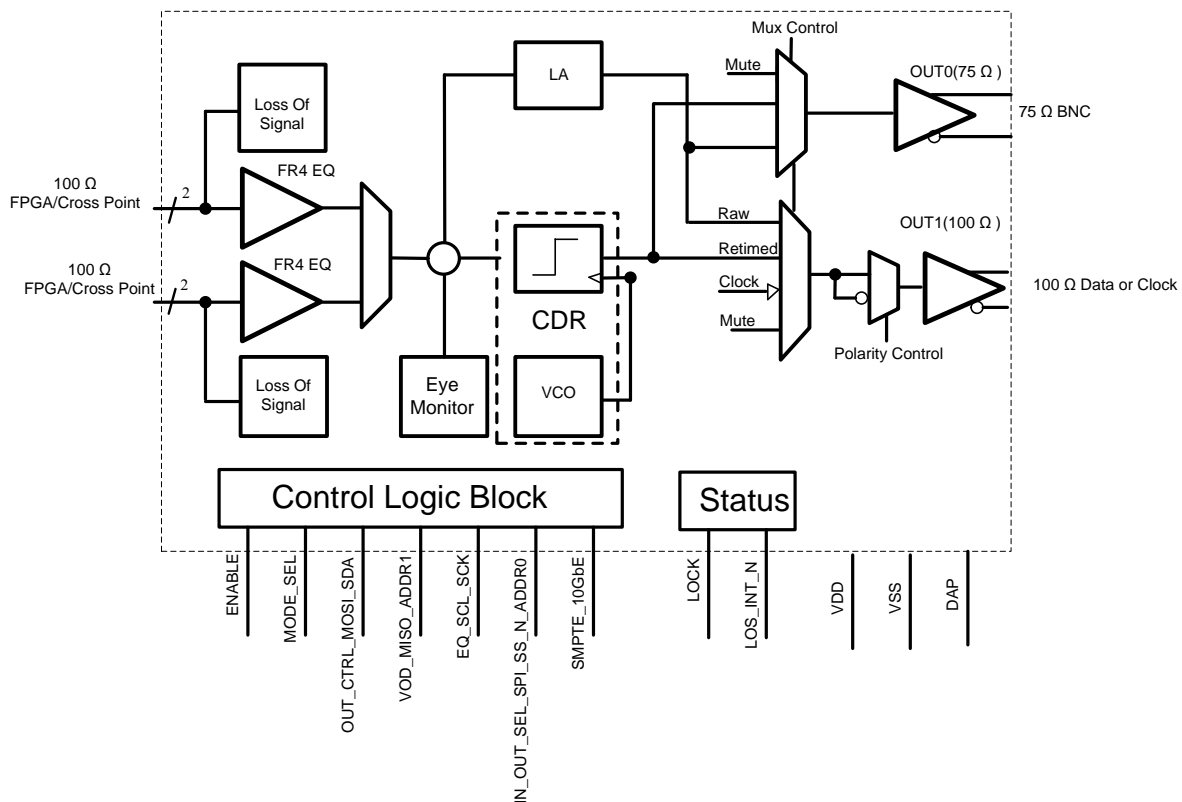 Mux Control
Mute
OUT0(75 Ω )
LA
Loss Of
Signal
75 Ω BNC
FR4 EQ
100 Ω
FPGA/Cross Point
2
Raw
OUT1(100 Ω )
Retimed
FR4 EQ
100 Ω
FPGA/Cross Point
2
Clock
100 Ω Data or Clock
CDR
Mute
Polarity Control
Loss Of
Signal
Eye
Monitor
VCO
Control Logic Block
Status
ENABLE
MODE_SEL
OUT_CTRL_MOSI_SDA
VOD_MISO_ADDR1
EQ_SCL_SCK
IN_OUT_SEL_SPI_SS_N_ADDR0
SMPTE_10GbE
LOCK
LOS_INT_N
VDD
VSS
DAP